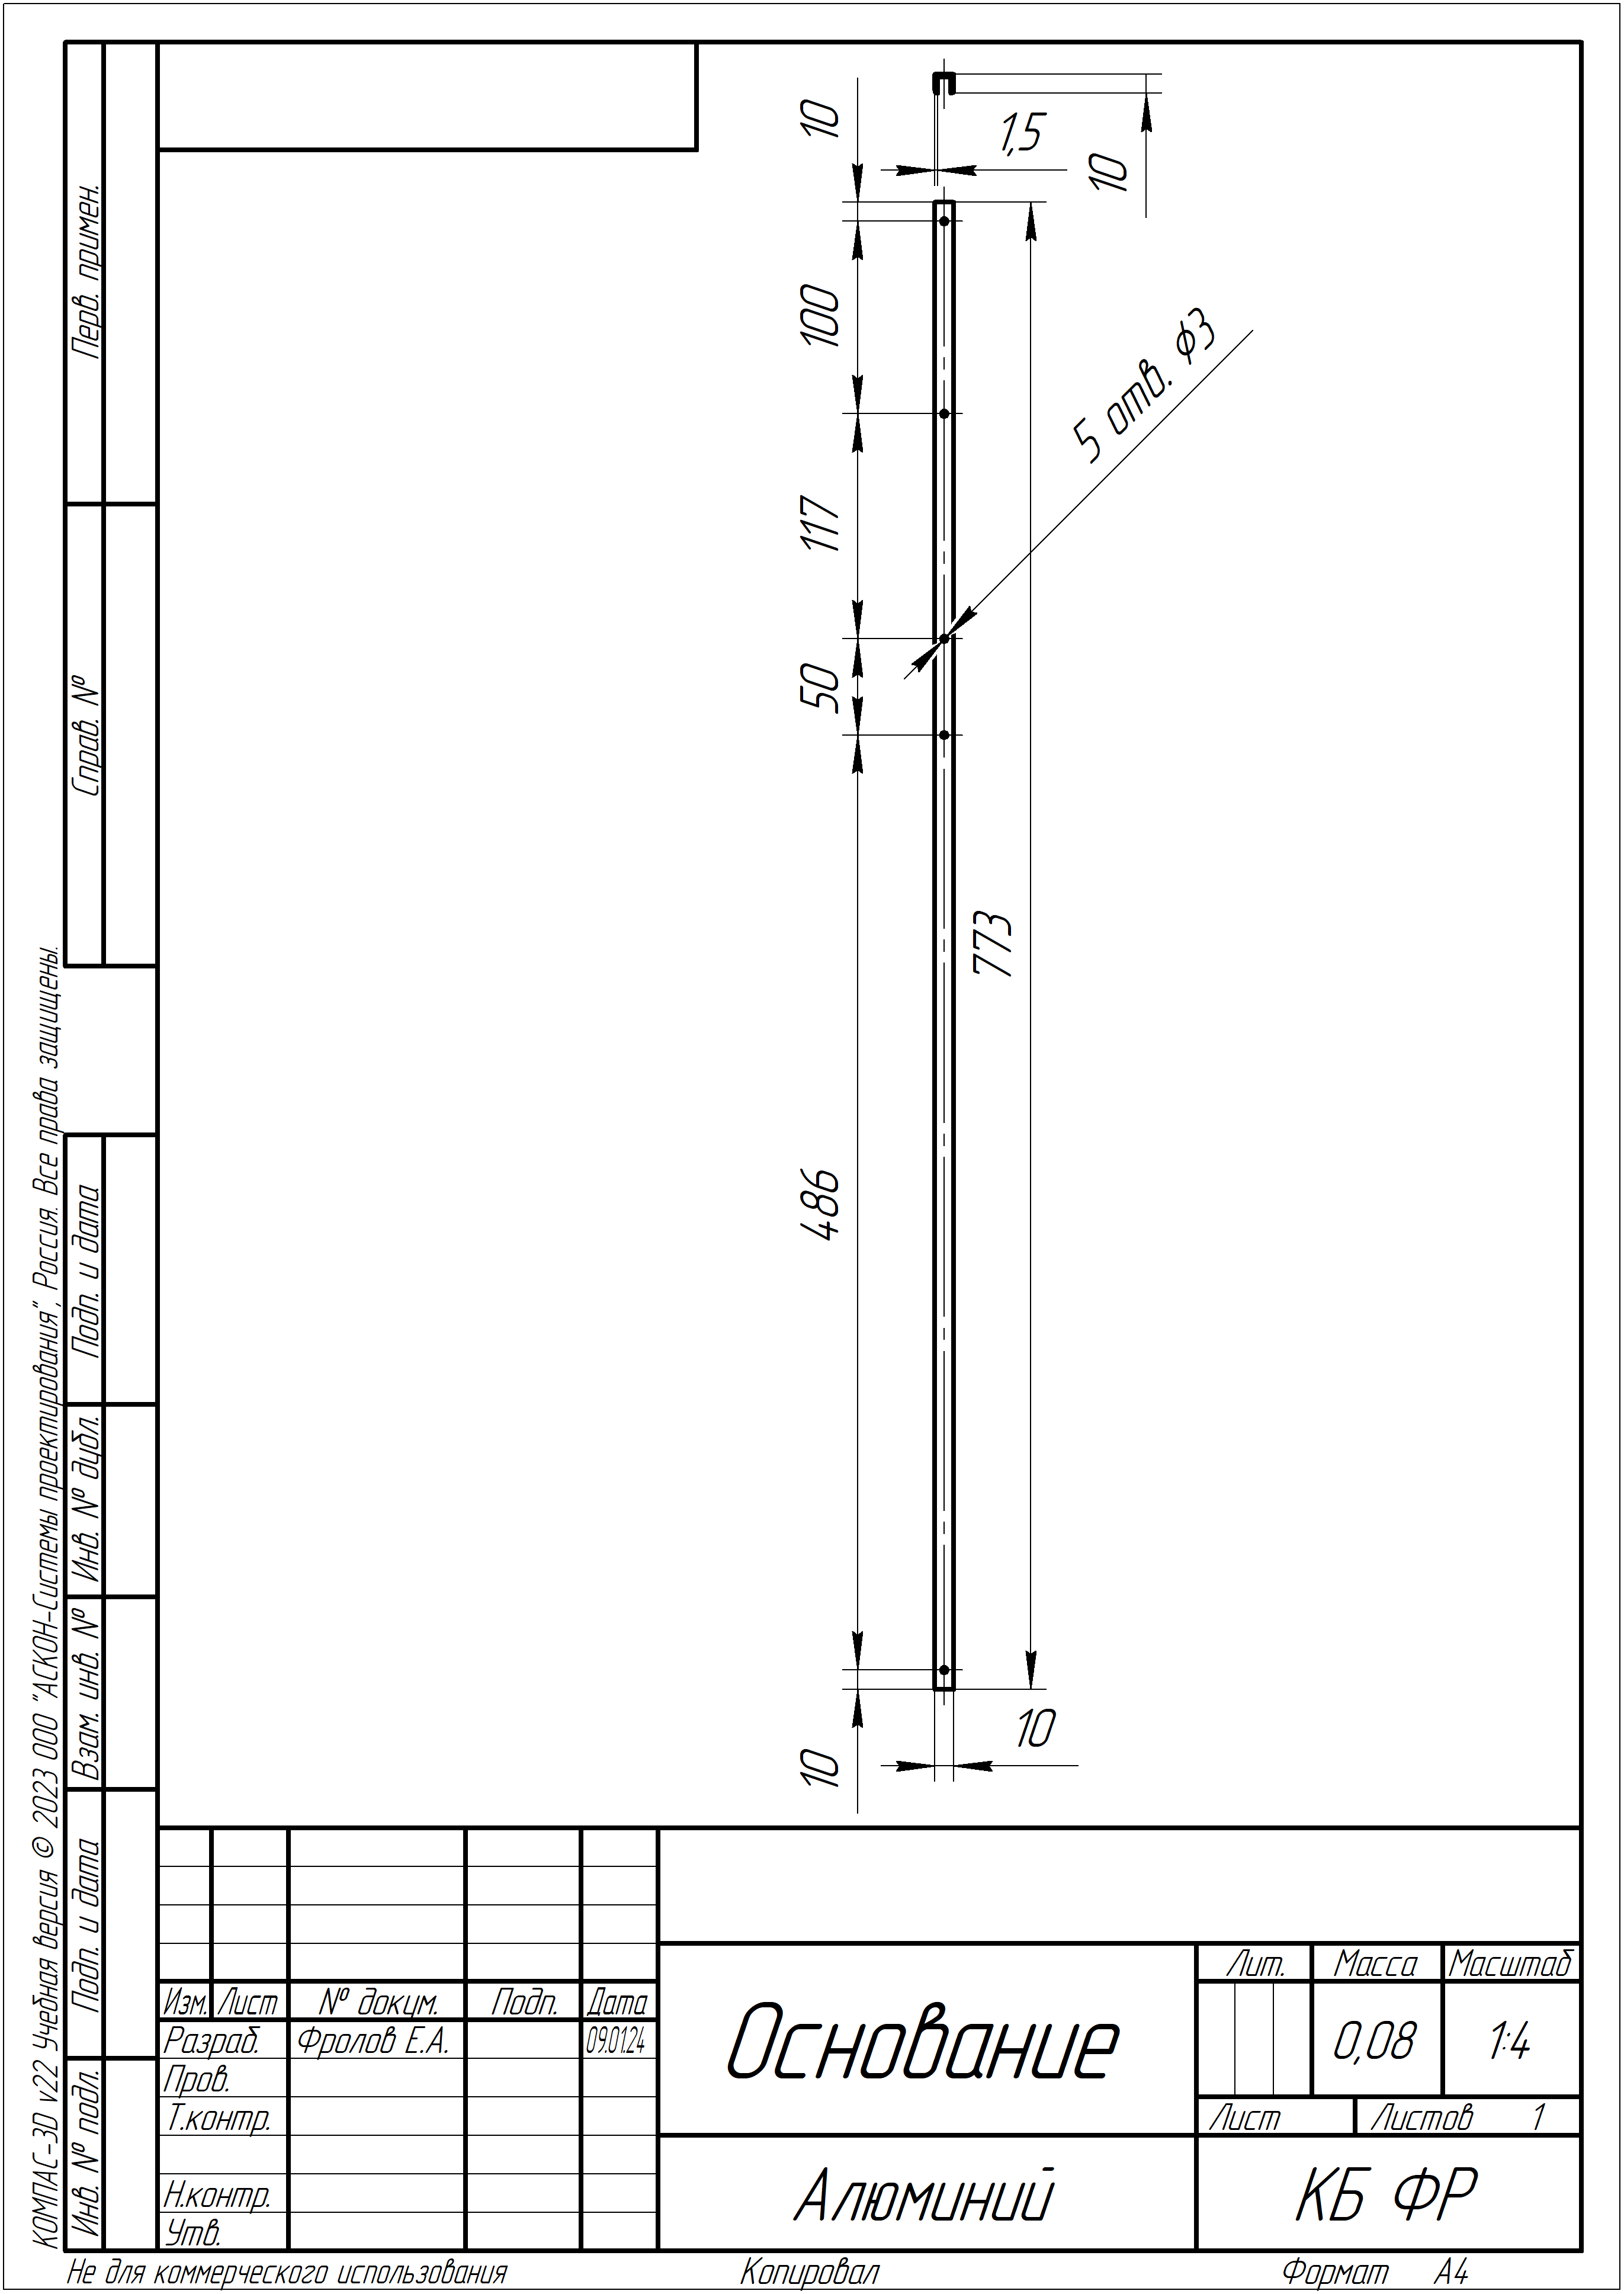 10
1,5
10
100
5 отв. ϕ3
117
50
773
486
10
10
Перв. примен.
Справ. №
Подп. и дата
Инв. № дубл.
Взам. инв. №
Подп. и дата
Инв. № подл.
КОМПАС-3D v22 Учебная версия © 2023 ООО "АСКОН-Системы проектирования", Россия. Все права защищены.
Изм. Лист № докум. Подп. Дата
Разраб. Фролов Е.А. 09.01.24
Пров.
Т.контр.
Н.контр.
Утв.
Основание
Лит. Масса Масштаб
0,08 1:4
Лист Листов 1
Алюминий
КБ ФР
Не для коммерческого использования Копировал Формат А4